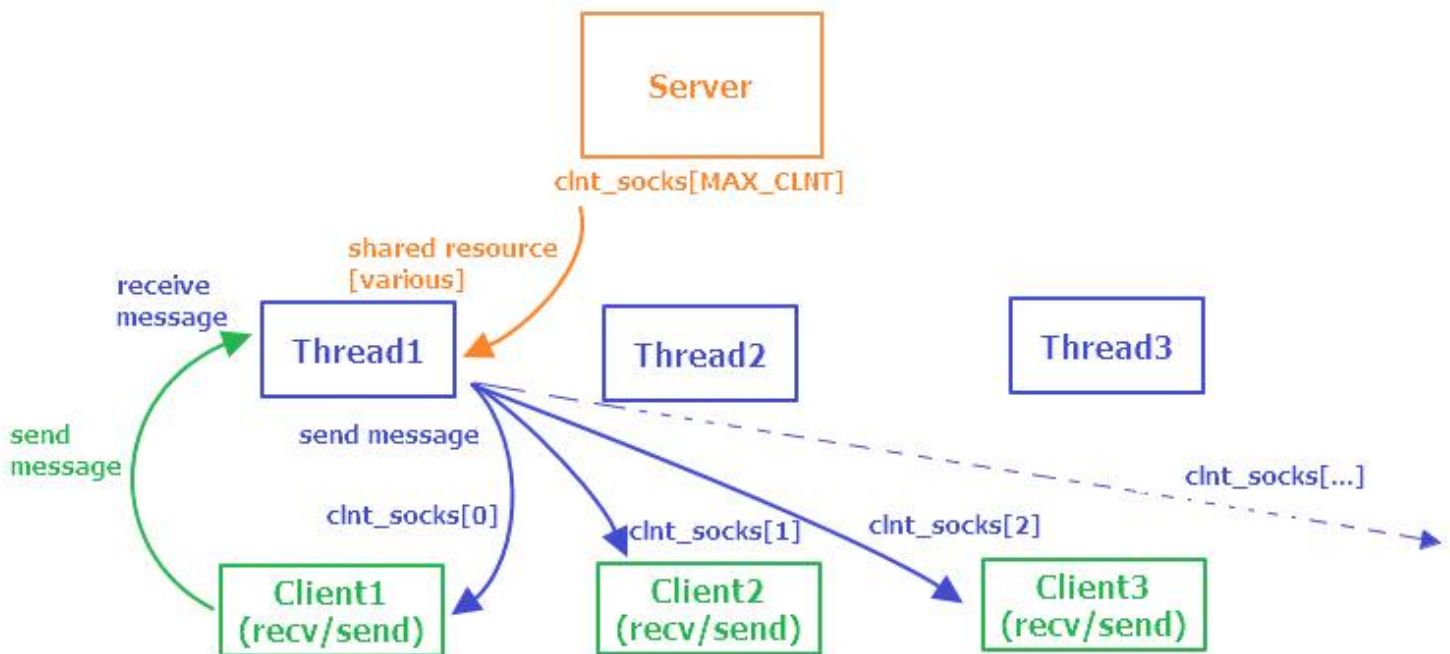 Server
clnt_socks[MAX_CLNT]
shared resource
[various]
receive
message
Thread1
Thread2
Thread3
send
message
send message
clnt_socks[...]
clnt_socks[0]
clnt_socks[1]
clnt_socks[2]
Client1
(recv/send)
Client2
(recv/send)
Client3
(recv/send)